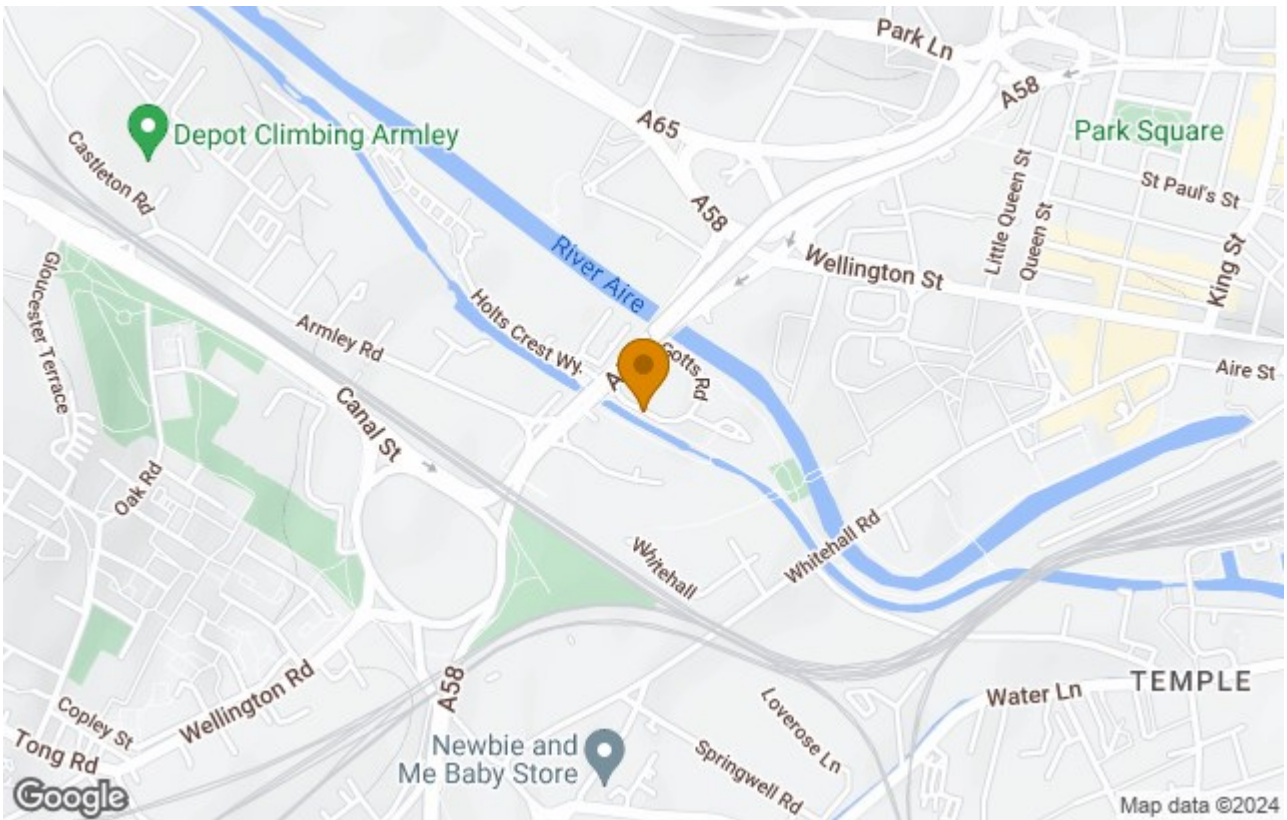 Park Ln
A58
A65
Park Square
Depot Climbing Armley
Castleton Rd
St Paul's St
A58
Little Queen St
Queen St
King St
River Aire
Wellington St
Gloucester Terrace
Holts Crest Wy.
Armley Rd
Gotts Rd
Aire St
Canal St
Oak Rd
Whitehall Rd
Whitehall
TEMPLE
Wellington Rd
A58
Water Ln
Loverose Ln
Copley St
Tong Rd
Newbie and
Me Baby Store
Springwell Rd
Google
Map data ©2024